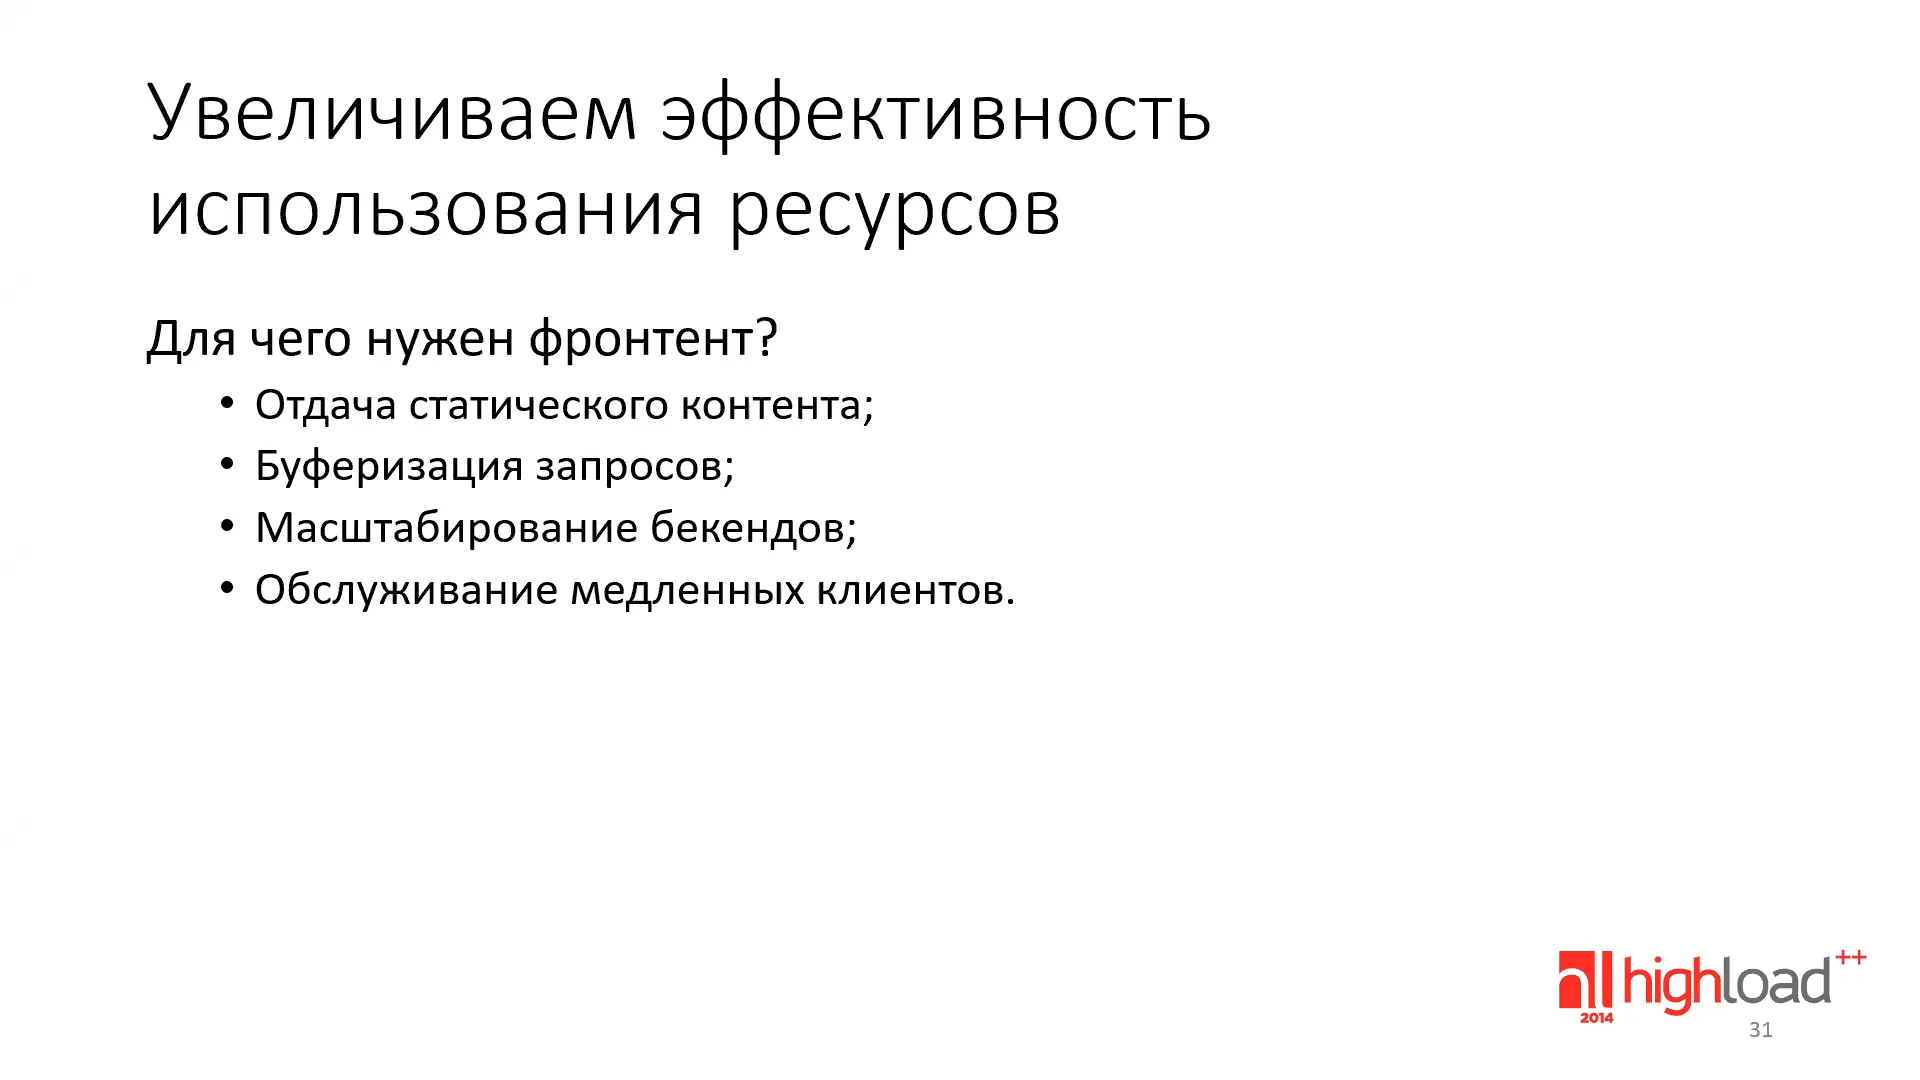 Увеличиваем эффективность
использования ресурсов
Для чего нужен фронтент?
• Отдача статического контента;
• Буферизация запросов;
• Масштабирование бекендов;
• Обслуживание медленных клиентов.
highload++
2014
31